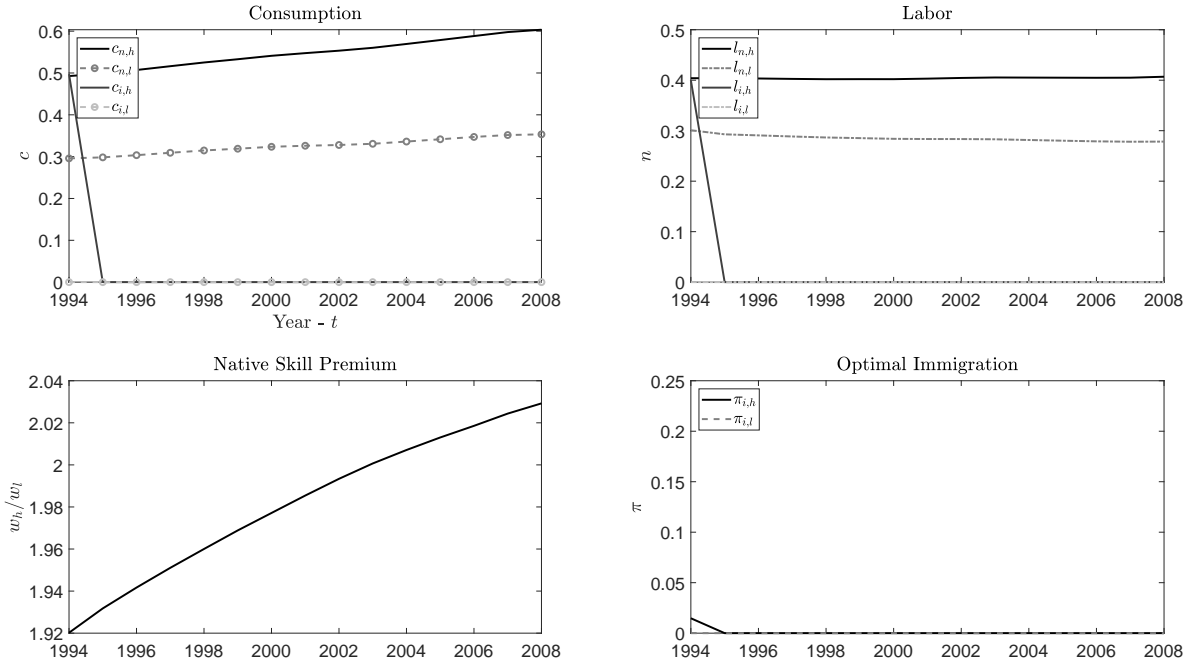 Consumption
0.6
0.5
0.4
0.3
0.2
0.1
0
c
c_{n,h}
c_{n,l}
c_{i,h}
c_{i,l}
1994 1996 1998 2000 2002 2004 2006 2008
Year - t
Labor
0.5
0.4
0.3
0.2
0.1
0
n
l_{n,h}
l_{n,l}
l_{i,h}
l_{i,l}
1994 1996 1998 2000 2002 2004 2006 2008
Native Skill Premium
2.04
2.02
2
1.98
1.96
1.94
1.92
w_h/w_l
1994 1996 1998 2000 2002 2004 2006 2008
Optimal Immigration
0.25
0.2
0.15
0.1
0.05
0
π
π_{i,h}
π_{i,l}
1994 1996 1998 2000 2002 2004 2006 2008